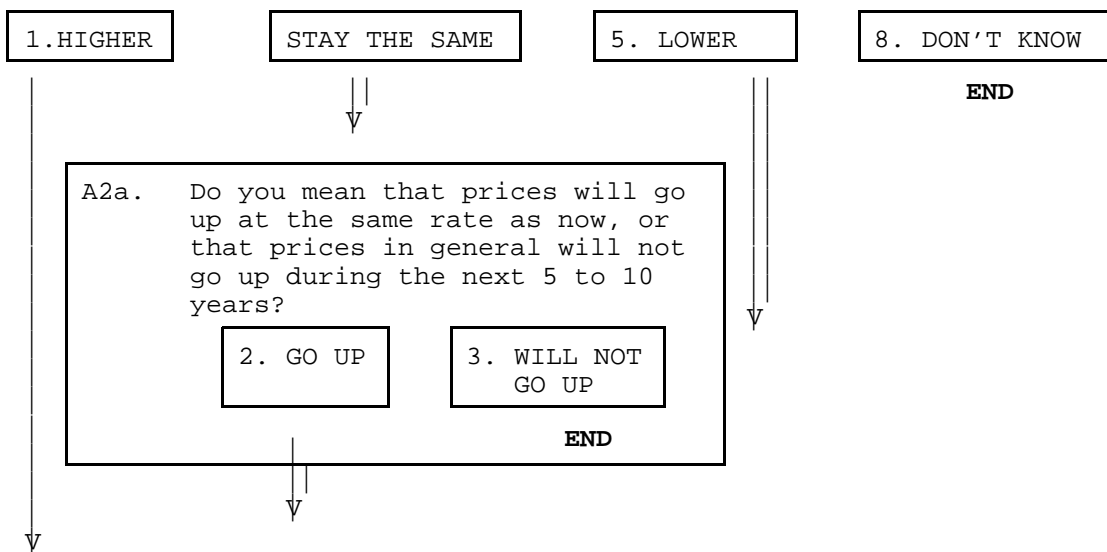 1.HIGHER STAY THE SAME 5. LOWER 8. DON'T KNOW
END
A2a. Do you mean that prices will go
up at the same rate as now, or
that prices in general will not
go up during the next 5 to 10
years?
2. GO UP 3. WILL NOT
GO UP
END